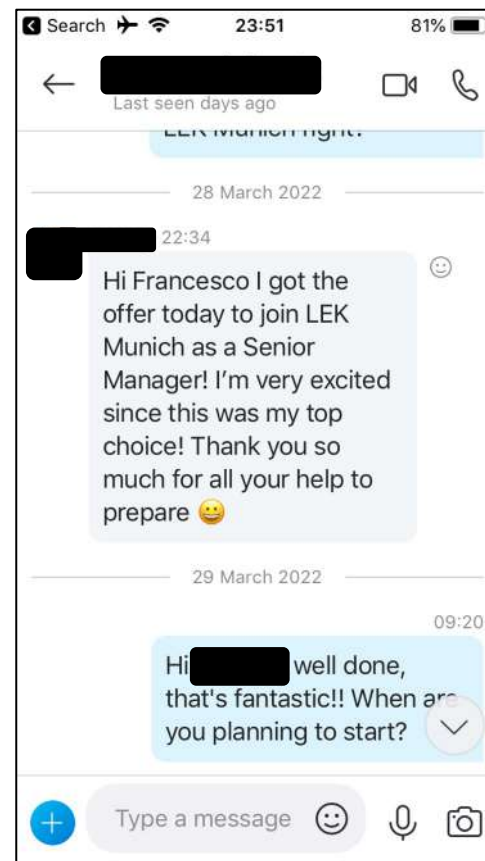 Search 23:51 81%
Last seen days ago
LEK Munich right?
28 March 2022
22:34
Hi Francesco I got the
offer today to join LEK
Munich as a Senior
Manager! I’m very excited
since this was my top
choice! Thank you so
much for all your help to
prepare 😀
29 March 2022
09:20
Hi well done,
that's fantastic!! When are
you planning to start?
Type a message